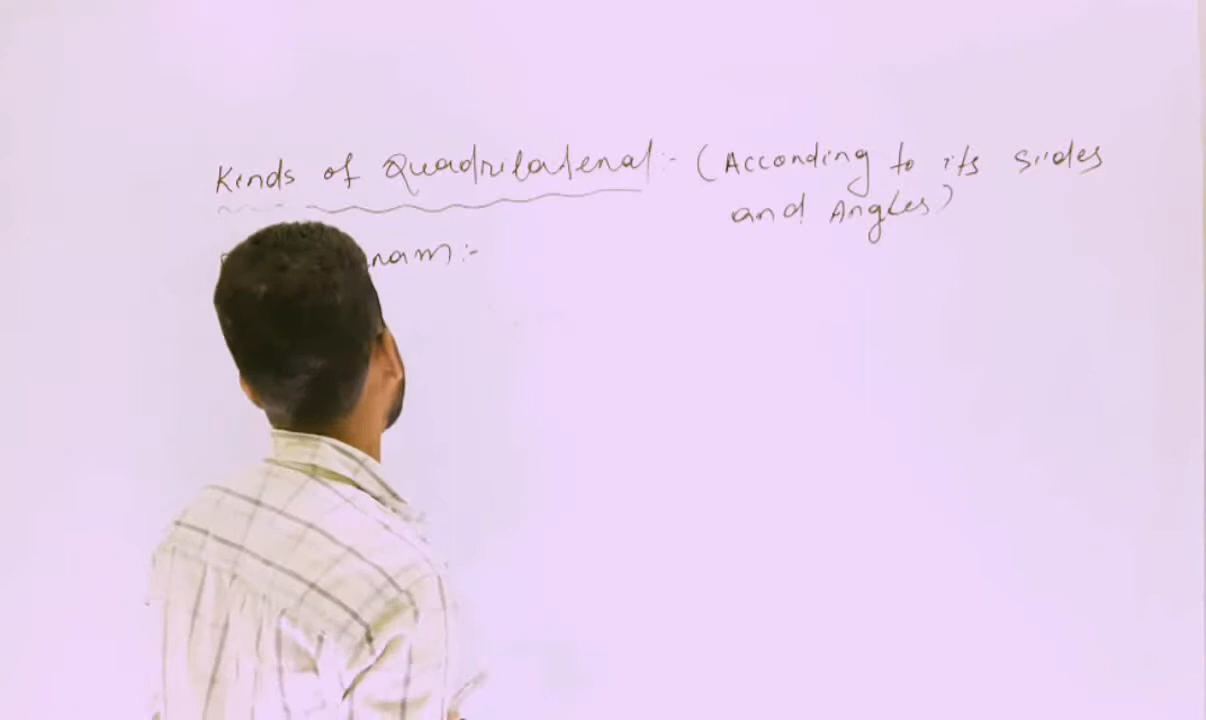 Kinds of Quadrilateral:- (According to its Sides
and Angles)
nam:-